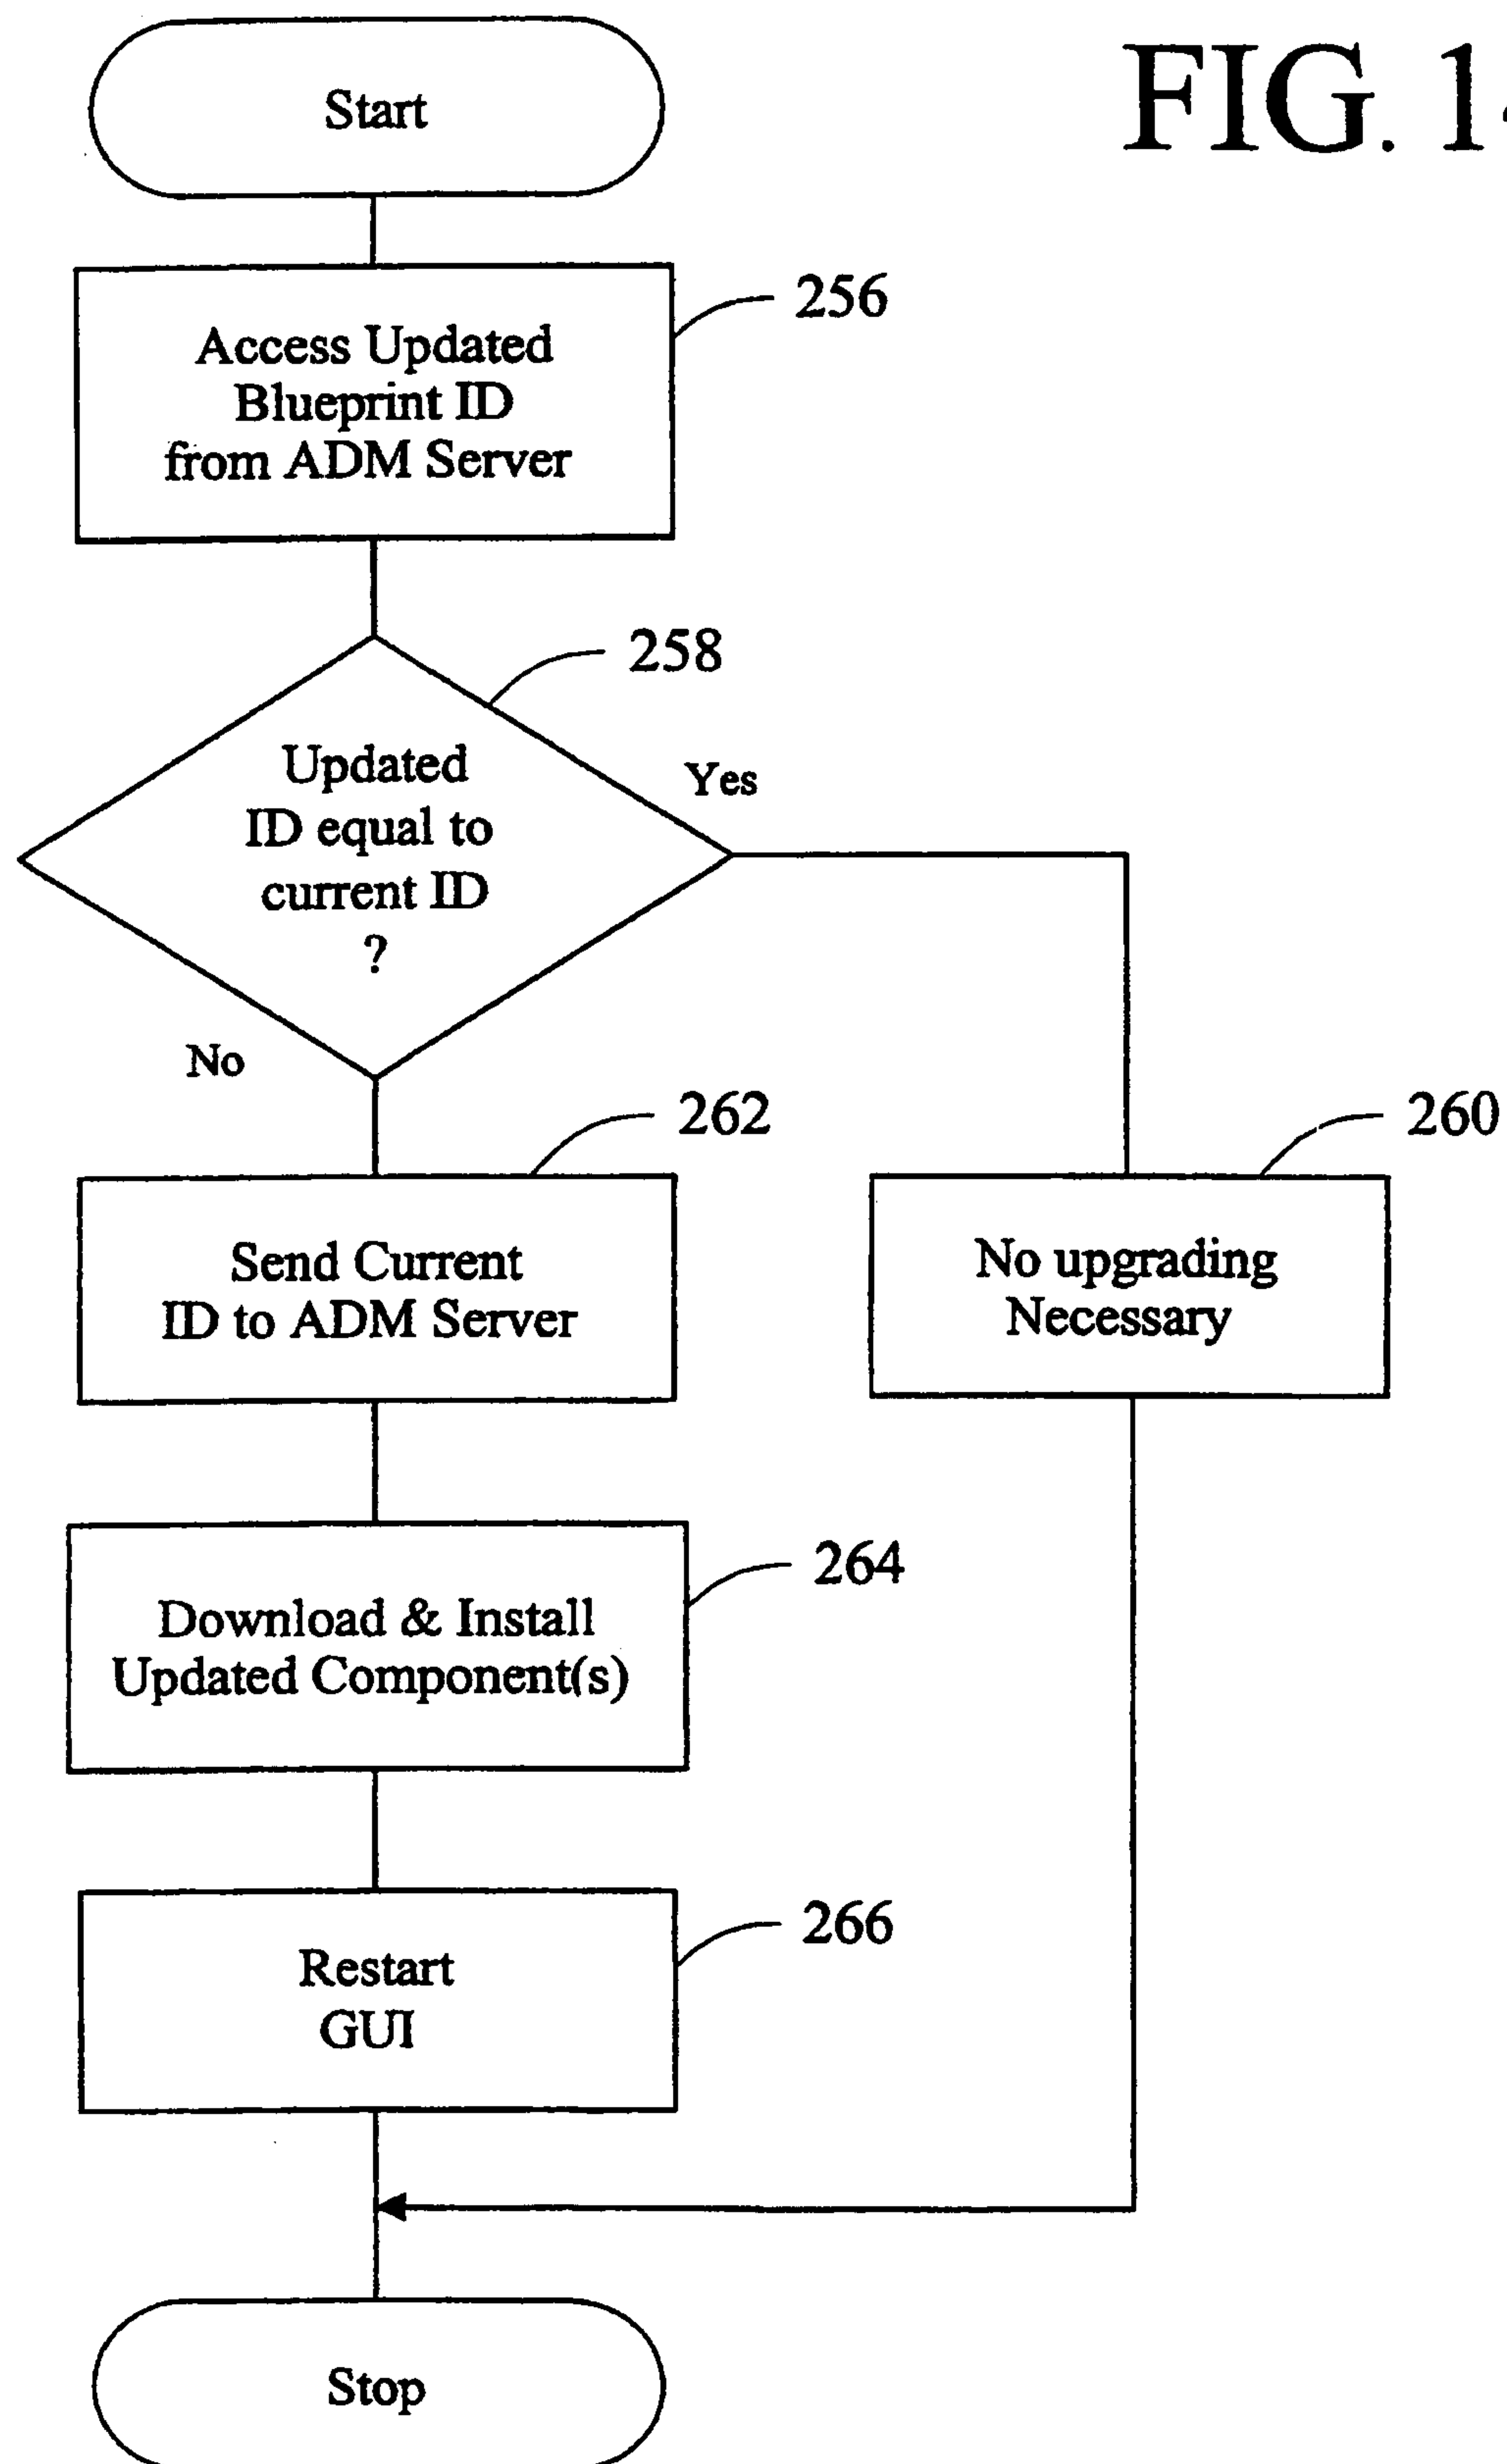 FIG. 14
Start
256
Access Updated
Blueprint ID
from ADM Server
258
Updated
ID equal to
current ID
?
Yes
No
262
260
Send Current
ID to ADM Server
No upgrading
Necessary
264
Download & Install
Updated Component(s)
266
Restart
GUI
Stop